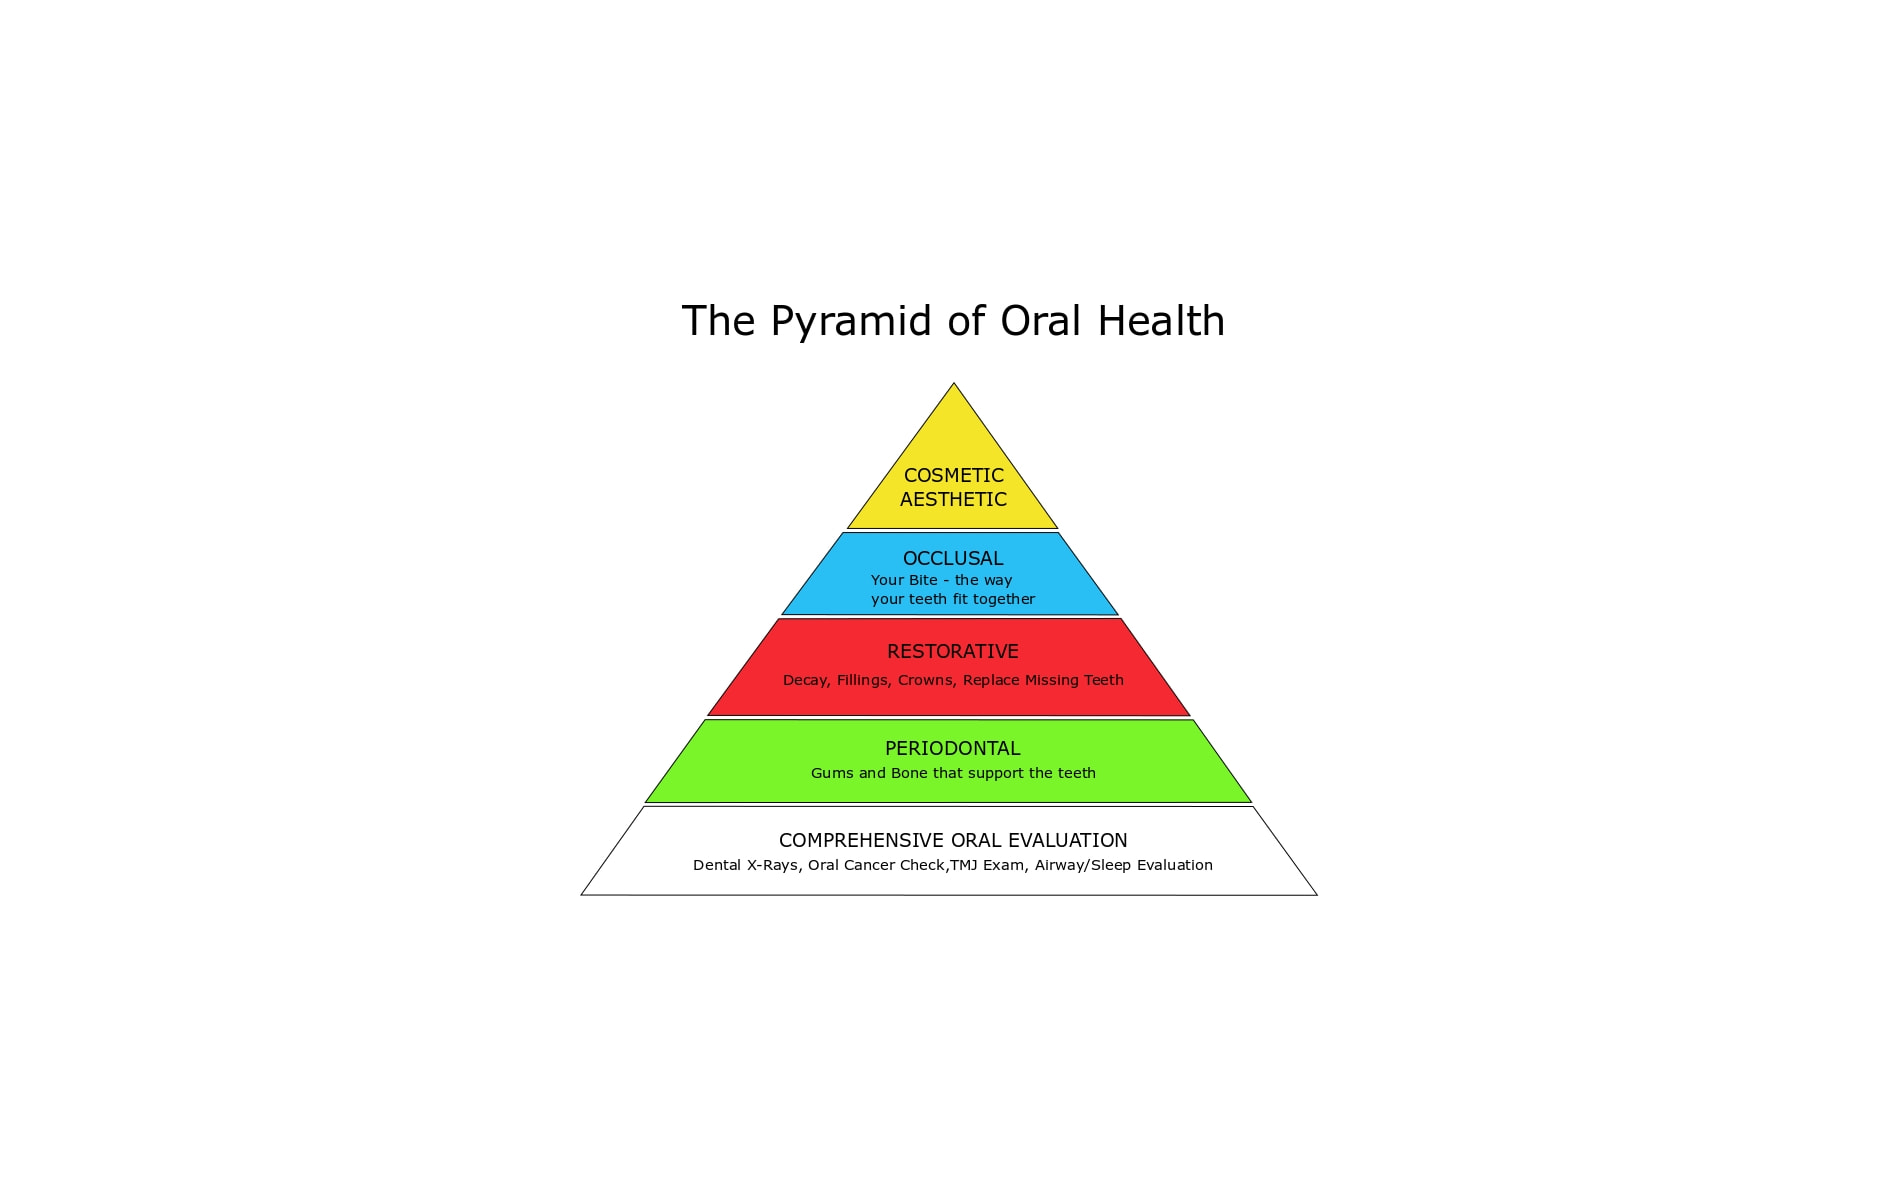 The Pyramid of Oral Health
COSMETIC
AESTHETIC
OCCLUSAL
Your Bite - the way
your teeth fit together
RESTORATIVE
Decay, Fillings, Crowns, Replace Missing Teeth
PERIODONTAL
Gums and Bone that support the teeth
COMPREHENSIVE ORAL EVALUATION
Dental X-Rays, Oral Cancer Check,TMJ Exam, Airway/Sleep Evaluation